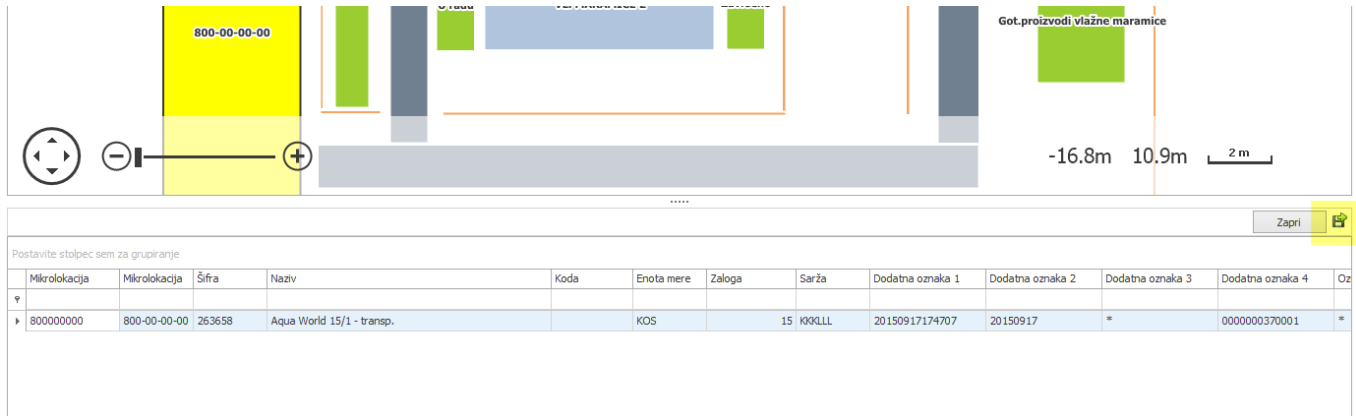 800-00-00-00
Got.proizvodi vlažne maramice
-16.8m 10.9m 2 m
Zapri
Postavite stolpec sem za grupiranje
Mikrolokacija Mikrolokacija Šifra Naziv Koda Enota mere Zaloga Sarža Dodatna oznaka 1 Dodatna oznaka 2 Dodatna oznaka 3 Dodatna oznaka 4 Oz
800000000 800-00-00-00 263658 Aqua World 15/1 - transp. KOS 15 KKKLLL 20150917174707 20150917 * 0000000370001 *